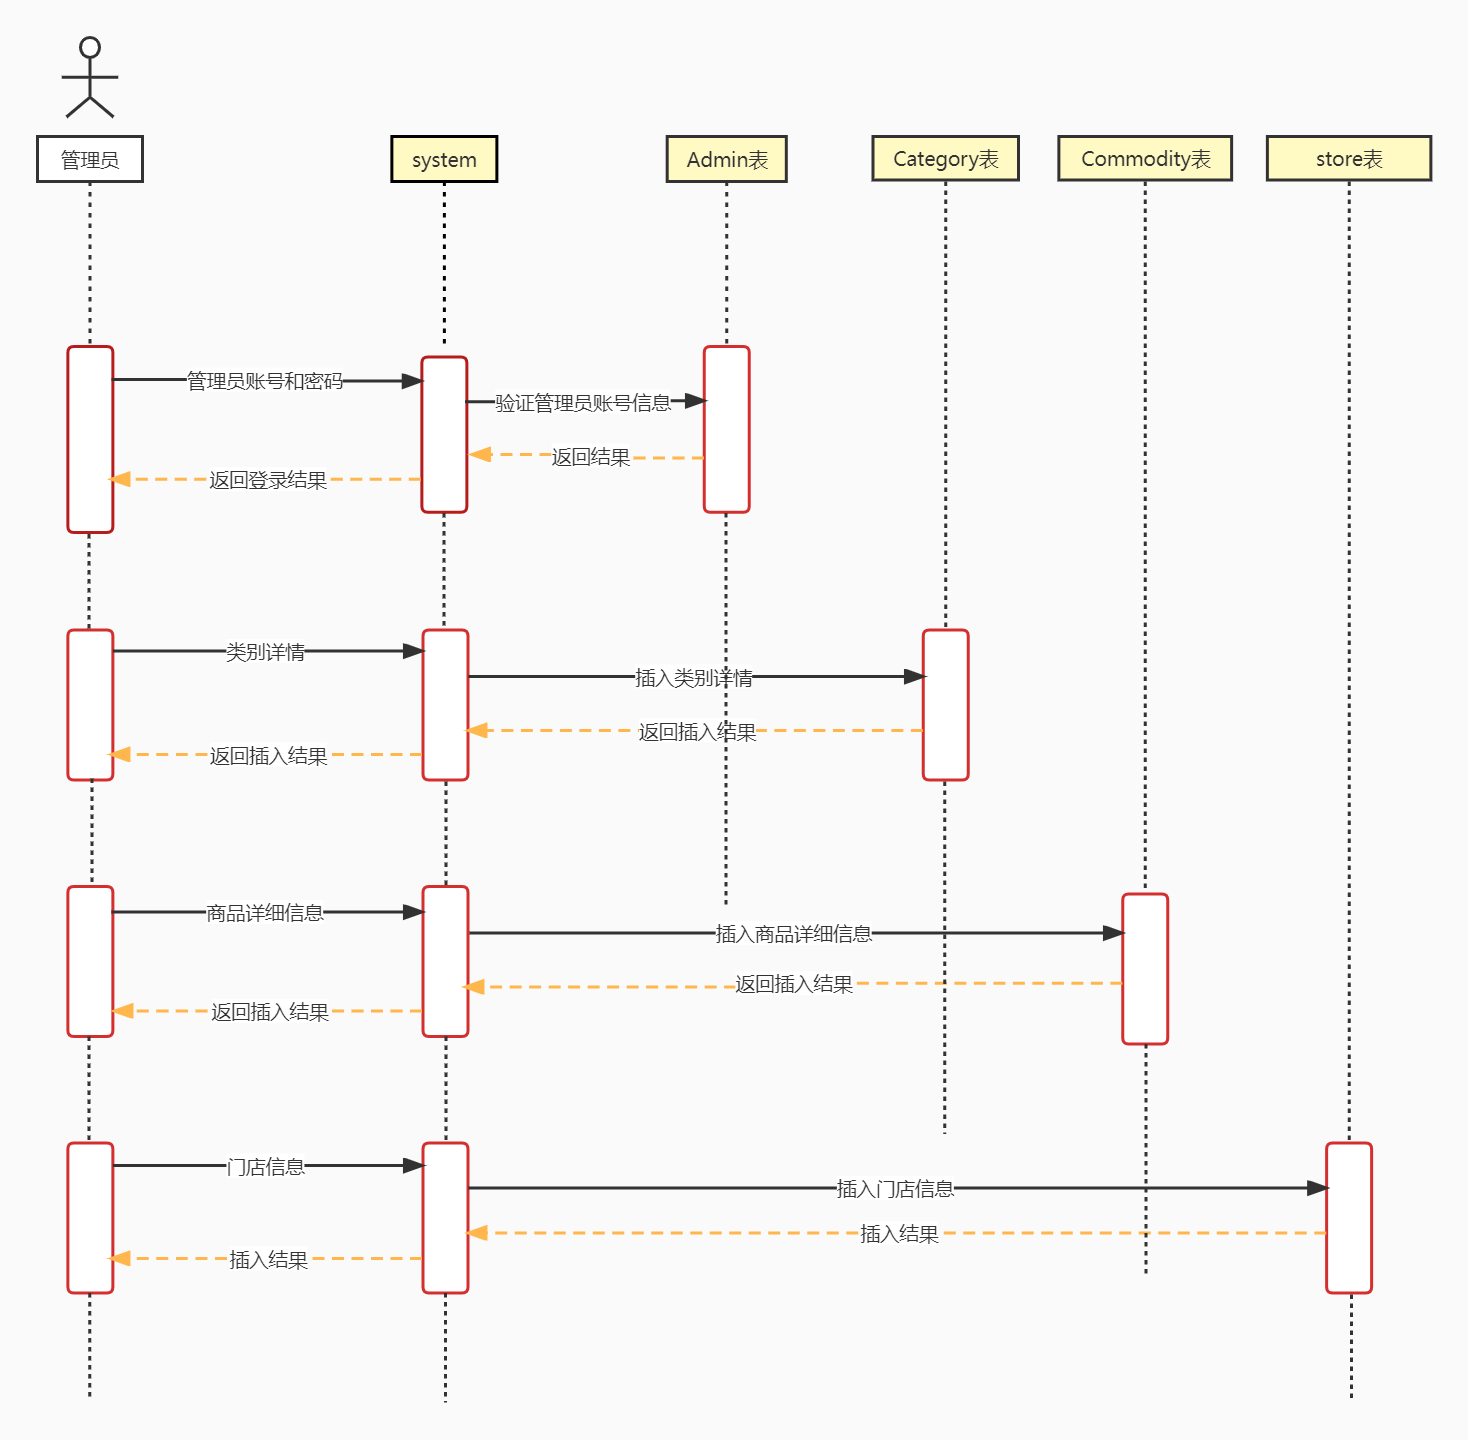 管理员
system
Admin表
Category表
Commodity表
store表
管理员账号和密码
验证管理员账号信息
返回结果
返回登录结果
类别详情
插入类别详情
返回插入结果
返回插入结果
商品详细信息
插入商品详细信息
返回插入结果
返回插入结果
门店信息
插入门店信息
插入结果
插入结果